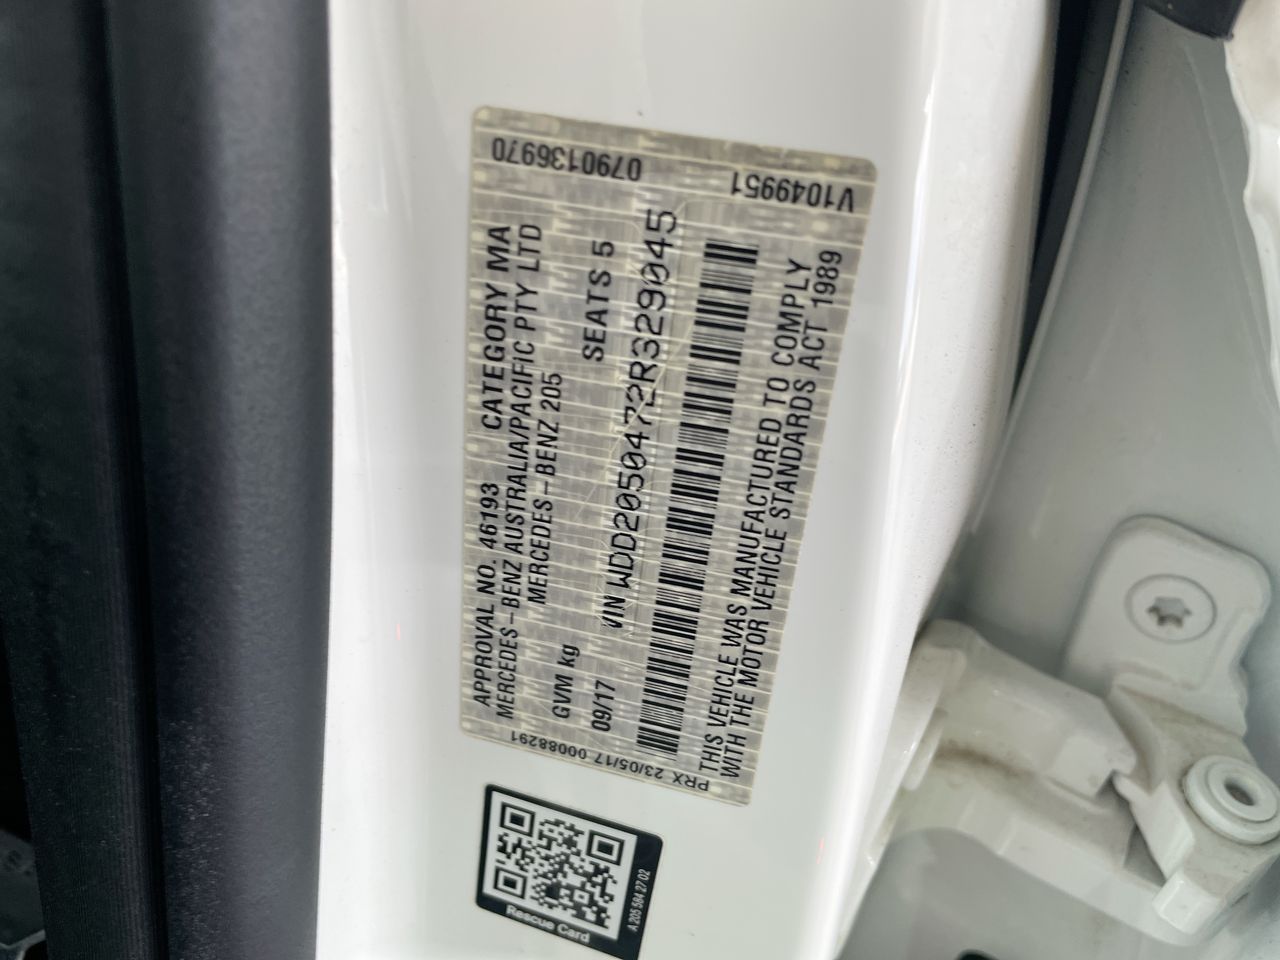 APPROVAL NO. 46193 CATEGORY MA
MERCEDES-BENZ AUSTRALIA/PACIFIC PTY LTD
MERCEDES-BENZ 205
GVM kg SEATS 5
09/17 VIN WDD2050472R329045
THIS VEHICLE WAS MANUFACTURED TO COMPLY
WITH THE MOTOR VEHICLE STANDARDS ACT 1989
0790136970
V1049951
PRX 23/05/17 00088291
Rescue Card
A 205 584 27 02